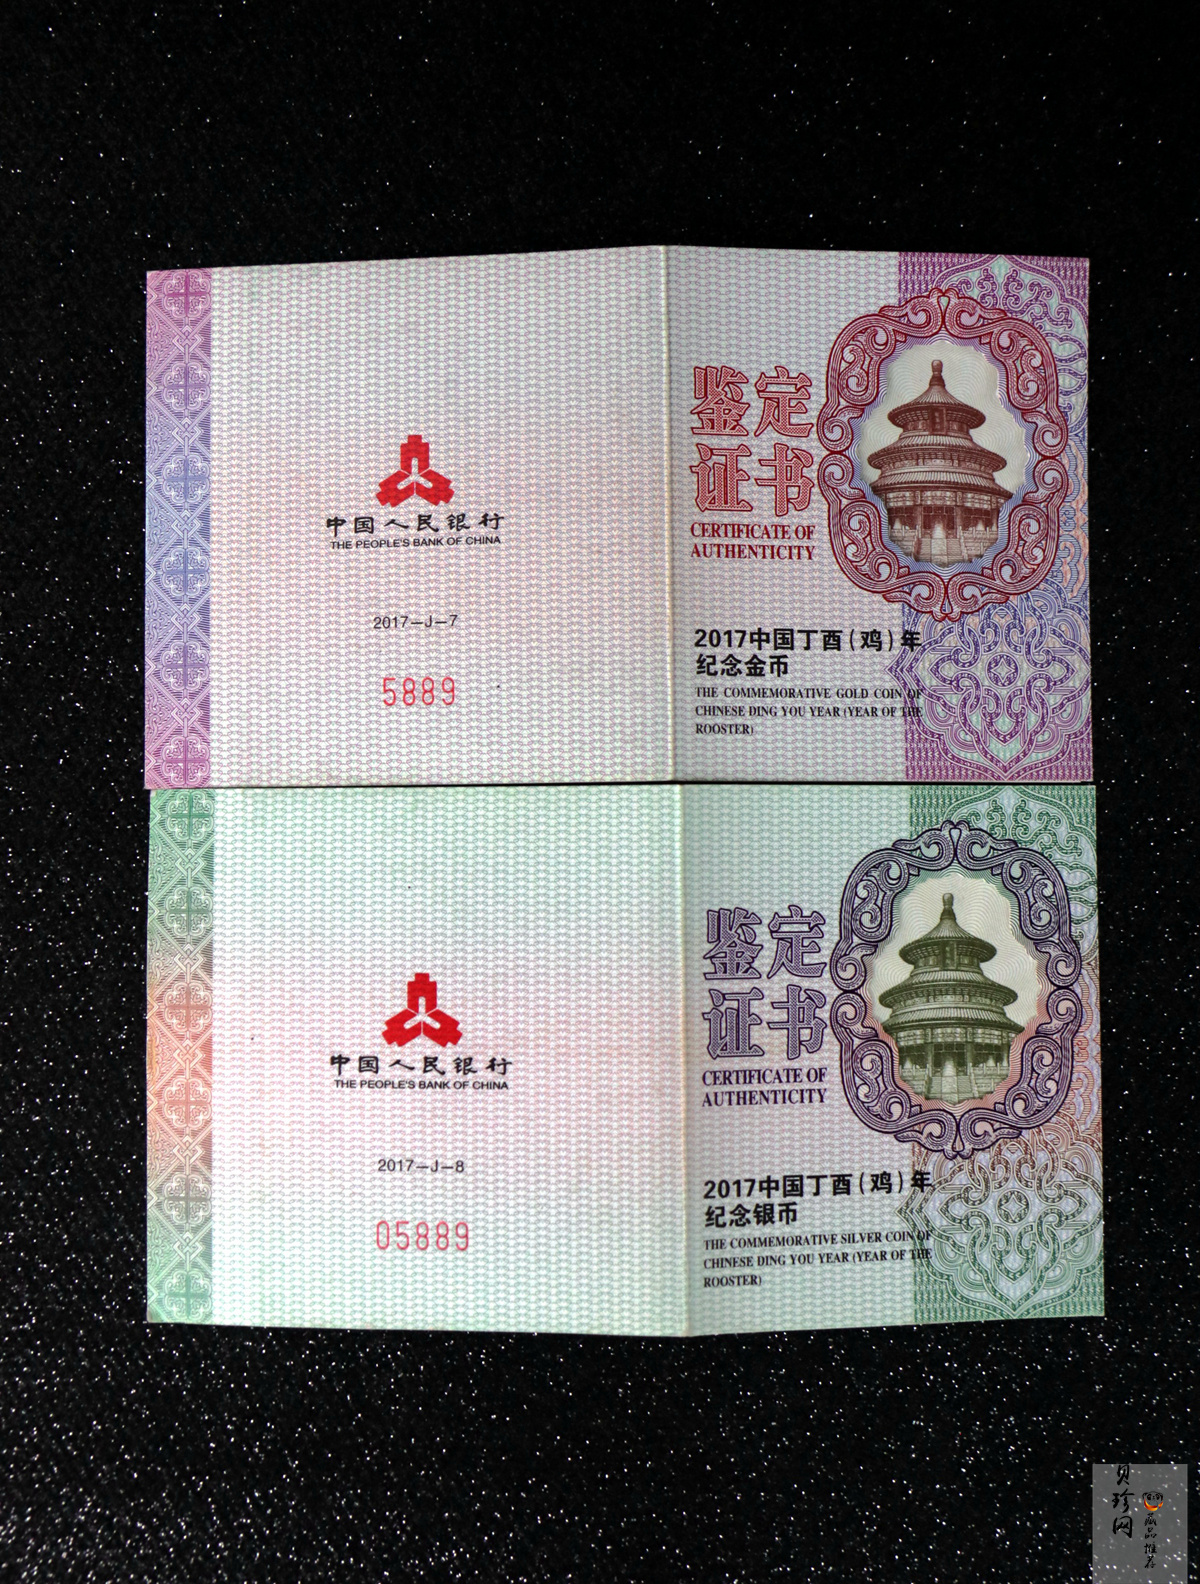 鉴定
证书
CERTIFICATE OF
AUTHENTICITY
中国人民银行
THE PEOPLE'S BANK OF CHINA
2017—J—7
5889
2017中国丁酉(鸡)年
纪念金币
THE COMMEMORATIVE GOLD COIN OF
CHINESE DING YOU YEAR (YEAR OF THE
ROOSTER)
鉴定
证书
CERTIFICATE OF
AUTHENTICITY
中国人民银行
THE PEOPLE'S BANK OF CHINA
2017—J—8
05889
2017中国丁酉(鸡)年
纪念银币
THE COMMEMORATIVE SILVER COIN OF
CHINESE DING YOU YEAR (YEAR OF THE
ROOSTER)
贝珍网
藏品推荐